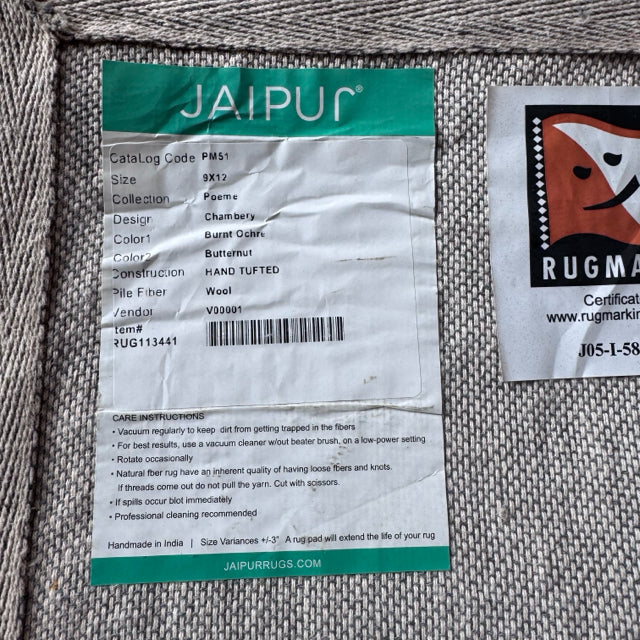 JAIPUR®
CataLog Code PM51
Size 9X12
Collection Poeme
Design Chambery
Color1 Burnt Ochre
Color2 Butternut
Construction HAND TUFTED
Pile Fiber Wool
Vendor V00001
Item#
RUG113441
CARE INSTRUCTIONS
• Vacuum regularly to keep dirt from getting trapped in the fibers
• For best results, use a vacuum cleaner w/out beater brush, on a low-power setting
• Rotate occasionally
• Natural fber rug have an inherent quality of having loose fbers and knots.
If threads come out do not pull the yarn. Cut with scissors.
• If spills occur blot immediately
• Professional cleaning recommended
Handmade in India | Size Variances +/-3" A rug pad will extend the life of your rug
JAIPURRUGS.COM
RUGMA
Certificat
www.rugmarkin
J05-I-58